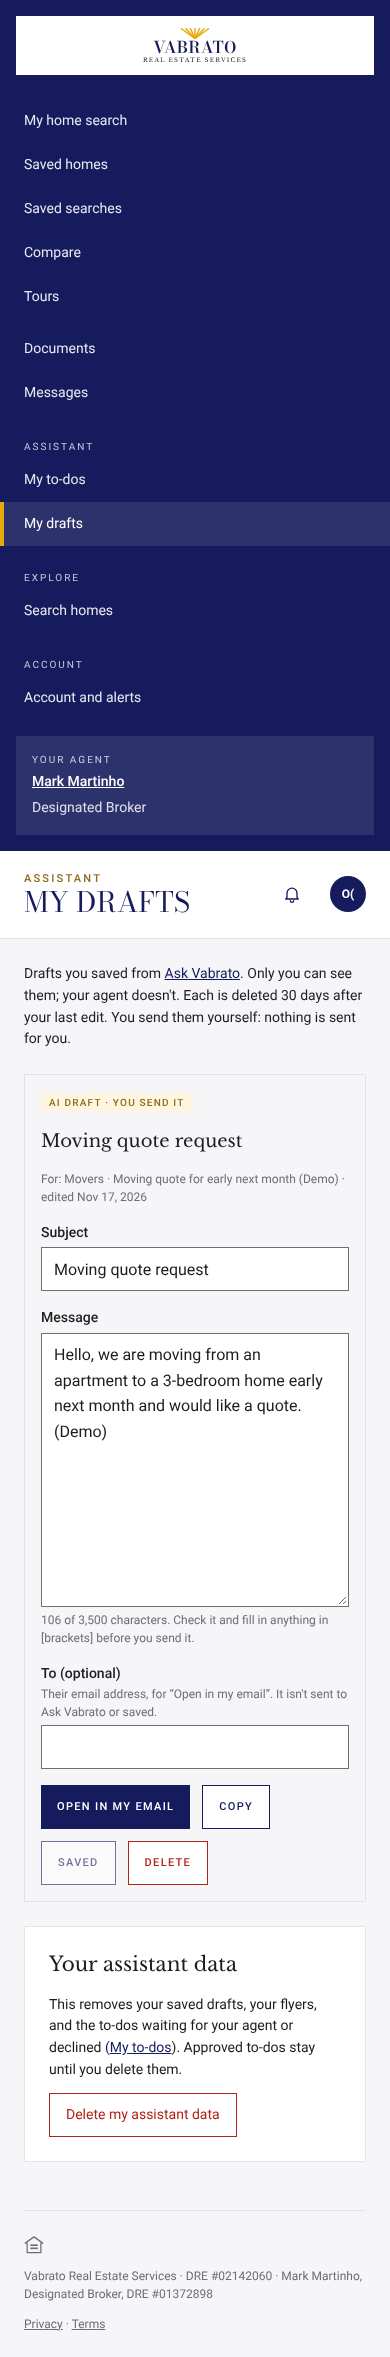 VABRATO
REAL ESTATE SERVICES
My home search
Saved homes
Saved searches
Compare
Tours
Documents
Messages
ASSISTANT
My to-dos
My drafts
EXPLORE
Search homes
ACCOUNT
Account and alerts
YOUR AGENT
Mark Martinho
Designated Broker
ASSISTANT
MY DRAFTS
O(
Drafts you saved from Ask Vabrato. Only you can see
them; your agent doesn't. Each is deleted 30 days after
your last edit. You send them yourself: nothing is sent
for you.
AI DRAFT · YOU SEND IT
Moving quote request
For: Movers · Moving quote for early next month (Demo) ·
edited Nov 17, 2026
Subject
Moving quote request
Message
Hello, we are moving from an
apartment to a 3-bedroom home early
next month and would like a quote.
(Demo)
106 of 3,500 characters. Check it and fill in anything in
[brackets] before you send it.
To (optional)
Their email address, for “Open in my email”. It isn't sent to
Ask Vabrato or saved.
OPEN IN MY EMAIL
COPY
SAVED
DELETE
Your assistant data
This removes your saved drafts, your flyers,
and the to-dos waiting for your agent or
declined (My to-dos). Approved to-dos stay
until you delete them.
Delete my assistant data
Vabrato Real Estate Services · DRE #02142060 · Mark Martinho,
Designated Broker, DRE #01372898
Privacy · Terms